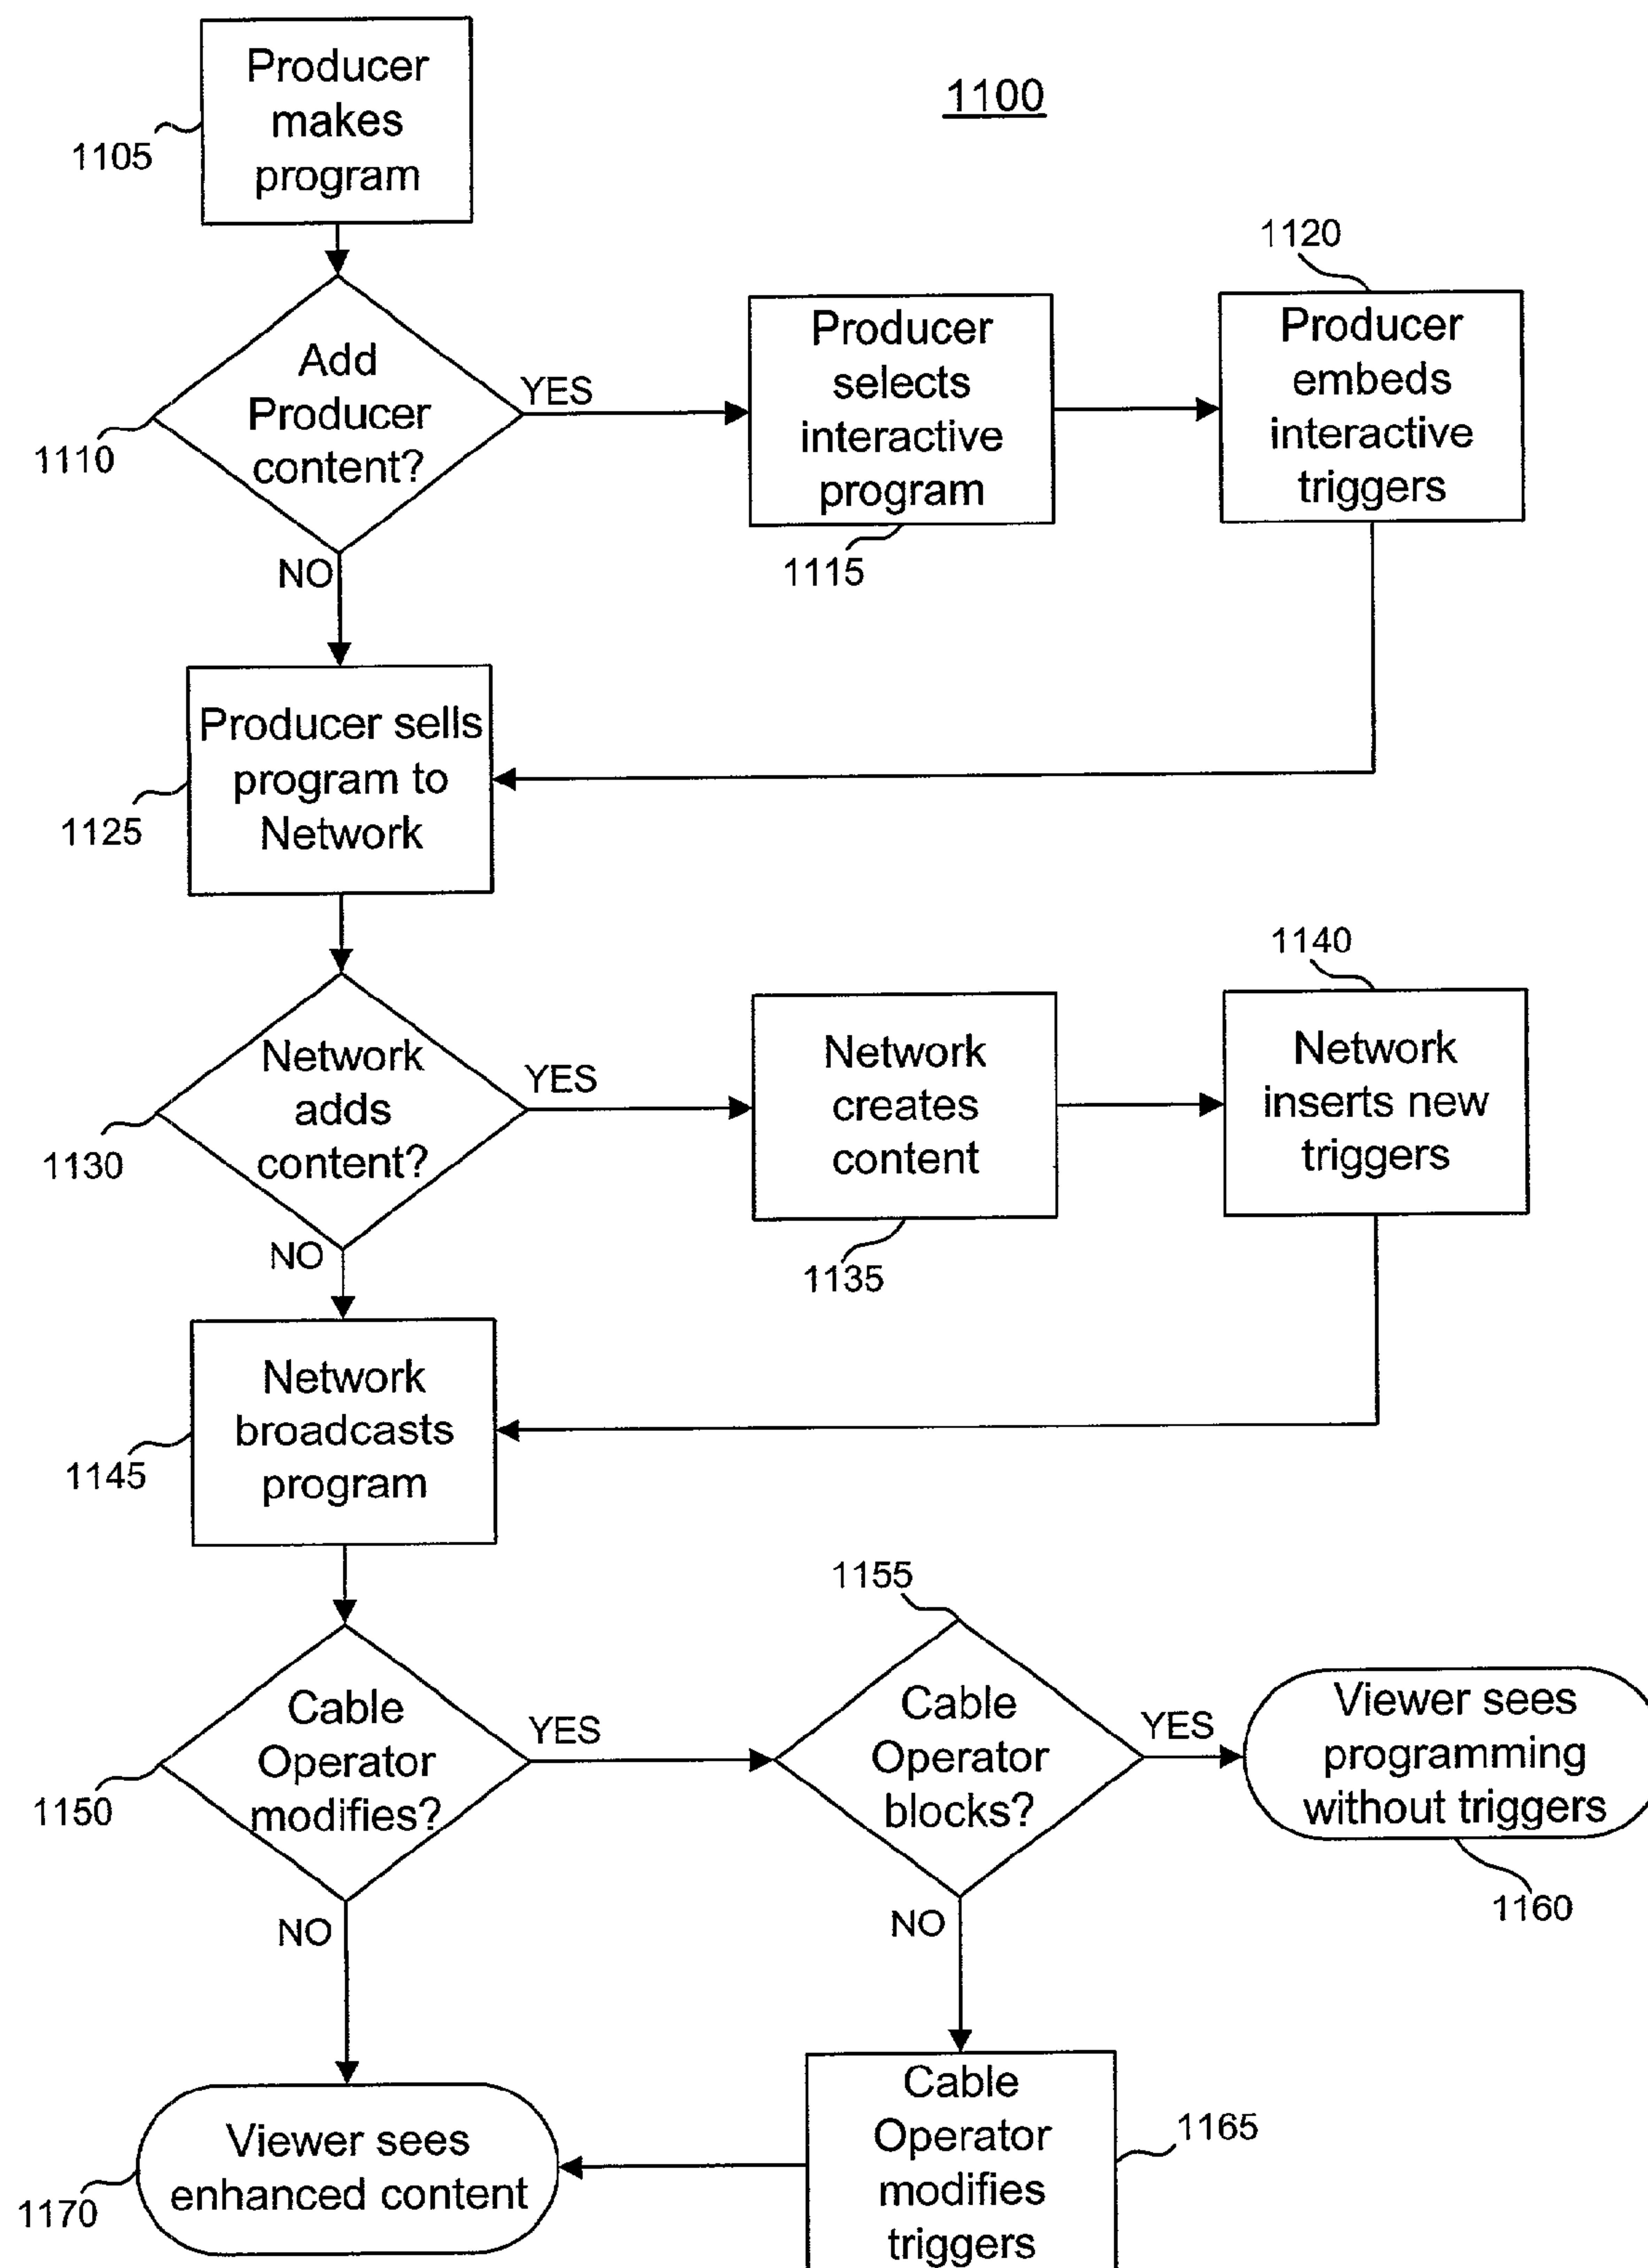 Producer
makes
program
1105
1100
Add
Producer
content?
1110
YES
NO
Producer
selects
interactive
program
1115
1120
Producer
embeds
interactive
triggers
Producer sells
program to
Network
1125
Network
adds
content?
1130
YES
NO
Network
creates
content
1135
1140
Network
inserts new
triggers
Network
broadcasts
program
1145
Cable
Operator
modifies?
1150
YES
NO
1155
Cable
Operator
blocks?
YES
NO
Viewer sees
programming
without triggers
1160
Cable
Operator
modifies
triggers
1165
Viewer sees
enhanced content
1170